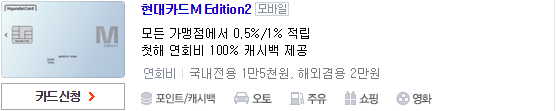 현대카드M Edition2 모바일
HyundaiCard
M
모든 가맹점에서 0.5%/1% 적립
첫해 연회비 100% 캐시백 제공
연회비 | 국내전용 1만5천원, 해외겸용 2만원
카드신청 >
포인트/캐시백 오토 주유 쇼핑 영화